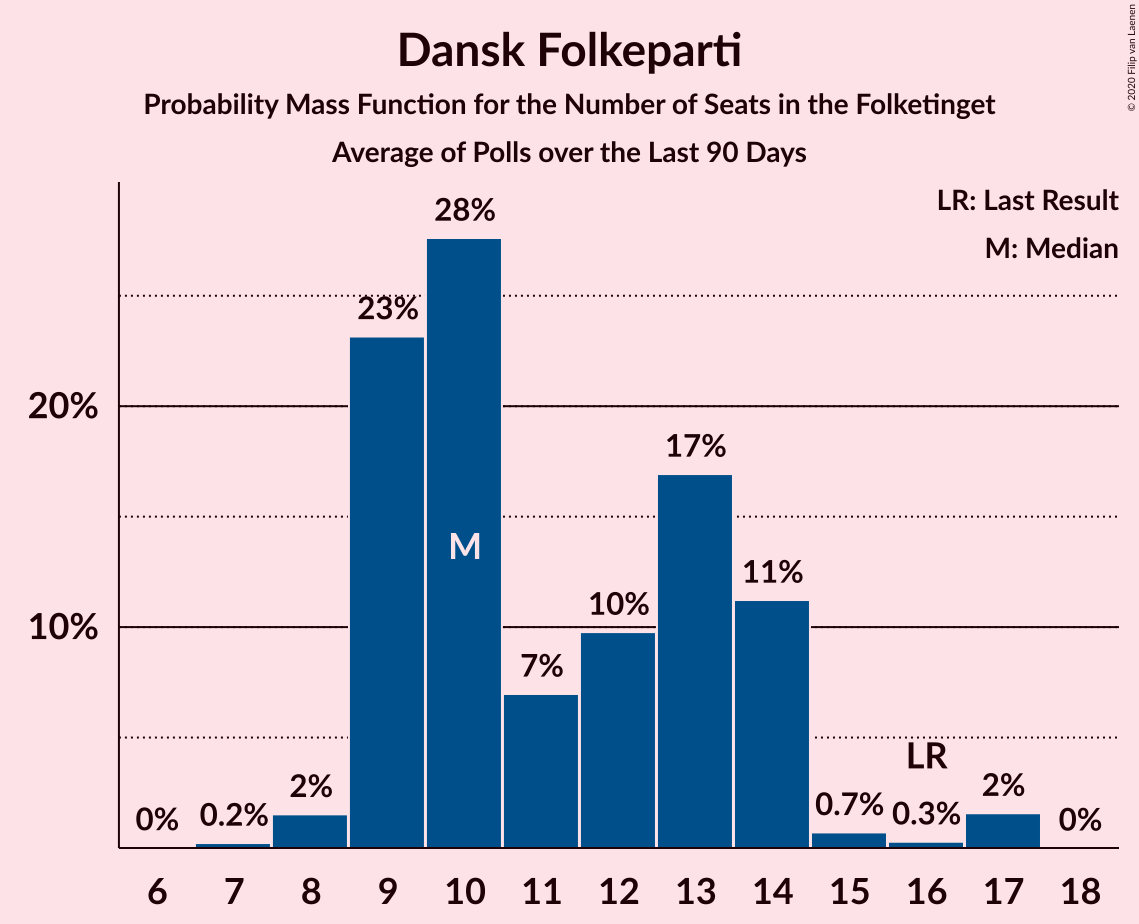 Dansk Folkeparti
Probability Mass Function for the Number of Seats in the Folketinget
Average of Polls over the Last 90 Days
© 2020 Filip van Laenen
LR: Last Result
M: Median
28%
23%
20%
17%
M
11%
10%
10%
7%
LR
2%
2%
0.7%
0.3%
0.2%
0%
0%
6 7 8 9 10 11 12 13 14 15 16 17 18